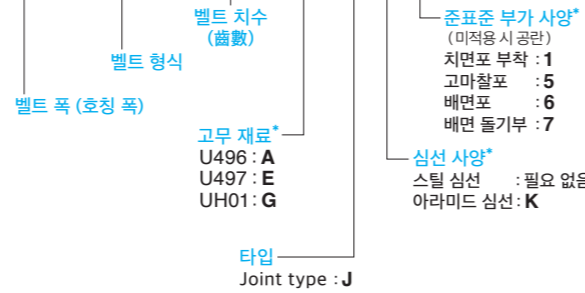 벨트 치수
(齒數)
준표준 부가 사양*
(미적용 시 공란)
치면포 부착 : 1
고마찰포 : 5
배면포 : 6
배면 돌기부 : 7
벨트 형식
벨트 폭 (호칭 폭)
고무 재료*
U496 : A
U497 : E
UH01 : G
심선 사양*
스틸 심선 : 필요 없음
아라미드 심선 : K
타입
Joint type : J